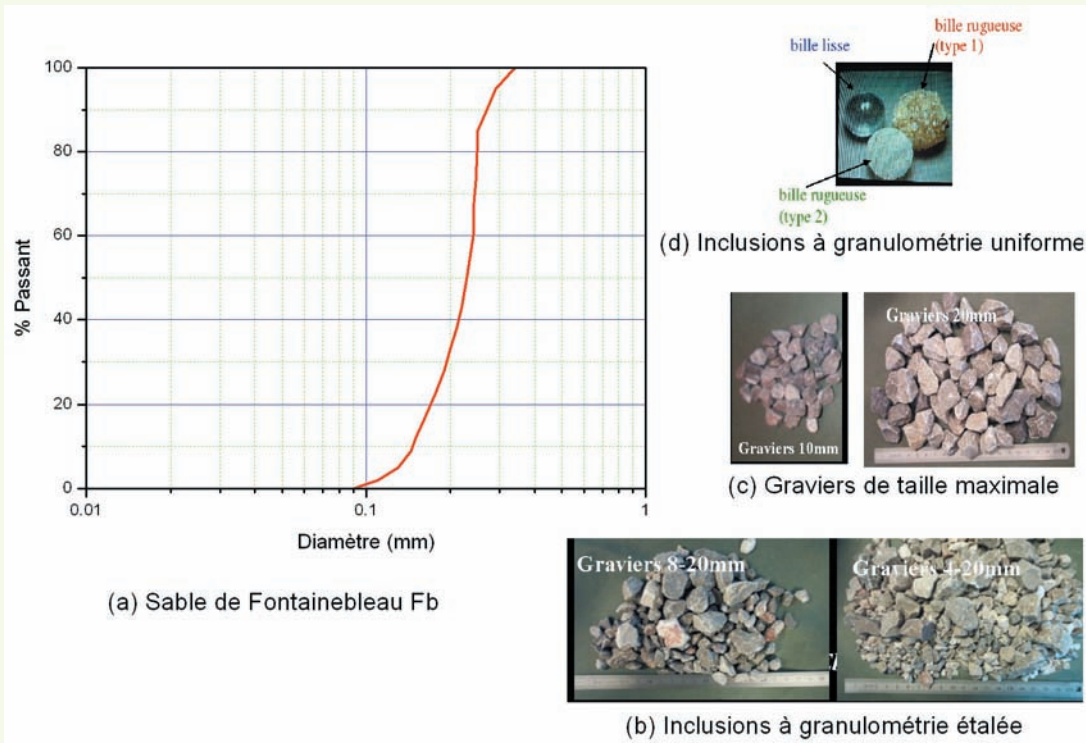 100
80
60
40
20
0
% Passant
0.01
0.1
1
Diamètre (mm)
(a) Sable de Fontainebleau Fb
bille lisse
bille rugueuse
(type 1)
bille rugueuse
(type 2)
(d) Inclusions à granulométrie uniforme
Graviers 10mm
Graviers 20mm
(c) Graviers de taille maximale
Graviers 8-20mm
Graviers 4-20mm
(b) Inclusions à granulométrie étalée